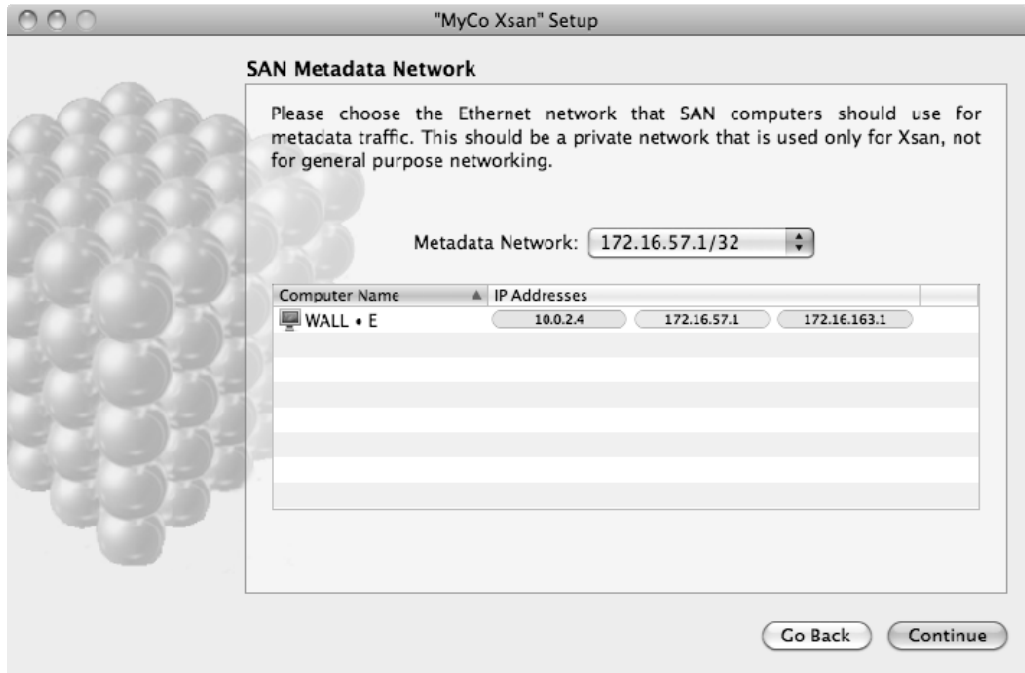 "MyCo Xsan" Setup
SAN Metadata Network
Please choose the Ethernet network that SAN computers should use for
metadata traffic. This should be a private network that is used only for Xsan, not
for general purpose networking.
Metadata Network: 172.16.57.1/32
Computer Name IP Addresses
WALL • E 10.0.2.4 172.16.57.1 172.16.163.1
Go Back Continue